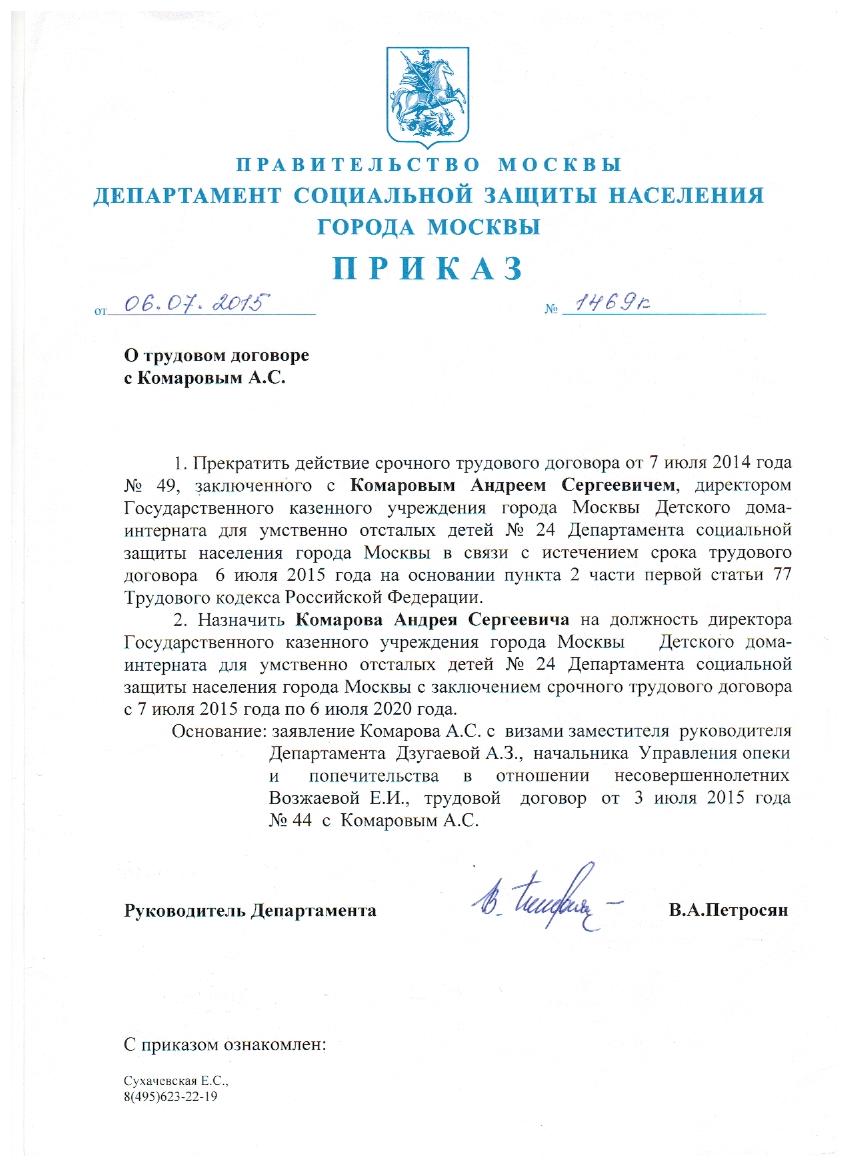 ПРАВИТЕЛЬСТВО МОСКВЫ
ДЕПАРТАМЕНТ СОЦИАЛЬНОЙ ЗАЩИТЫ НАСЕЛЕНИЯ
ГОРОДА МОСКВЫ
ПРИКАЗ
от 06.07.2015 № 1469к
О трудовом договоре
с Комаровым А.С.
1. Прекратить действие срочного трудового договора от 7 июля 2014 года
№ 49, заключенного с Комаровым Андреем Сергеевичем, директором
Государственного казенного учреждения города Москвы Детского дома-
интерната для умственно отсталых детей № 24 Департамента социальной
защиты населения города Москвы в связи с истечением срока трудового
договора 6 июля 2015 года на основании пункта 2 части первой статьи 77
Трудового кодекса Российской Федерации.
2. Назначить Комарова Андрея Сергеевича на должность директора
Государственного казенного учреждения города Москвы Детского дома-
интерната для умственно отсталых детей № 24 Департамента социальной
защиты населения города Москвы с заключением срочного трудового договора
с 7 июля 2015 года по 6 июля 2020 года.
Основание: заявление Комарова А.С. с визами заместителя руководителя
Департамента Дзугаевой А.З., начальника Управления опеки
и попечительства в отношении несовершеннолетних
Возжаевой Е.И., трудовой договор от 3 июля 2015 года
№ 44 с Комаровым А.С.
Руководитель Департамента В.А.Петросян
С приказом ознакомлен:
Сухачевская Е.С.,
8(495)623-22-19